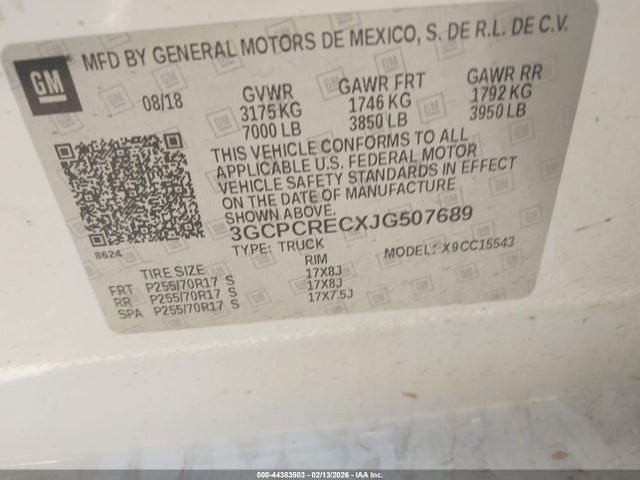 GM MFD BY GENERAL MOTORS DE MEXICO, S. DE R.L. DE C.V.
08/18 GVWR GAWR FRT GAWR RR
3175 KG 1746 KG 1792 KG
7000 LB 3850 LB 3950 LB
THIS VEHICLE CONFORMS TO ALL
APPLICABLE U.S. FEDERAL MOTOR
VEHICLE SAFETY STANDARDS IN EFFECT
ON THE DATE OF MANUFACTURE
SHOWN ABOVE.
3GCPCRECXJG507689
8624 TYPE: TRUCK MODEL: X9CC15543
TIRE SIZE RIM
FRT P255/70R17 S 17X8J
RR P255/70R17 S 17X8J
SPA P255/70R17 S 17X7.5J
000-44383503 - 02/13/2026 - IAA Inc.